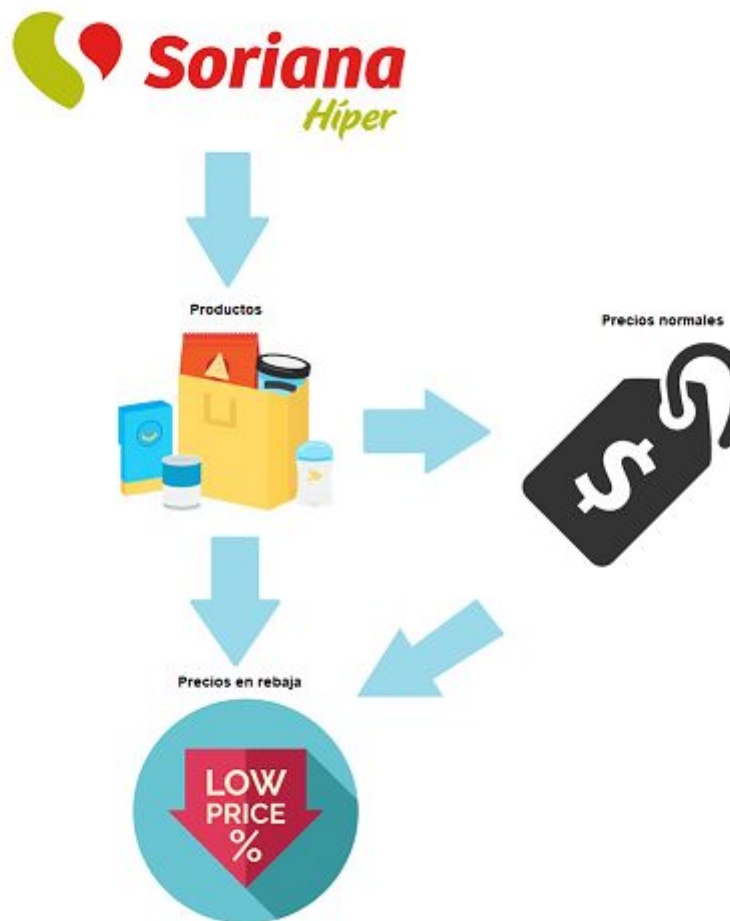 Soriana
Híper
Productos
Precios normales
$
Precios en rebaja
LOW
PRICE
%